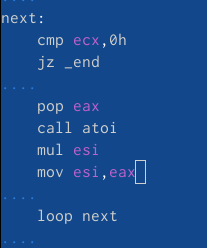 ....
next:
    cmp ecx,0h
    jz _end
....
    pop eax
    call atoi
    mul esi
    mov esi,eax
....
    loop next
....